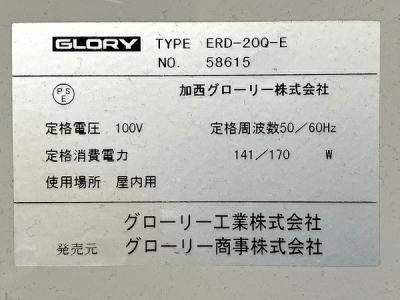 GLORY TYPE ERD-20Q-E
NO. 58615
PSE 加西グローリー株式会社
定格電圧 100V 定格周波数50/60Hz
定格消費電力 141/170 W
使用場所 屋内用
グローリー工業株式会社
発売元 グローリー商事株式会社